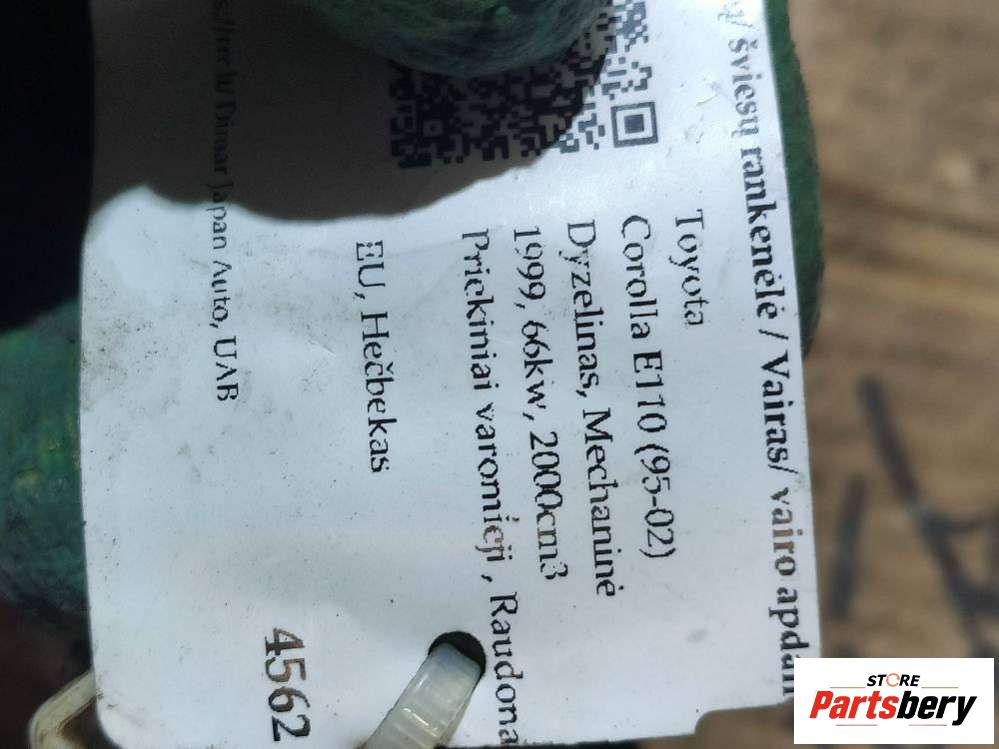 šviesų rankenėlė / Vairas/ vairo apdail
Toyota
Corolla E110 (95-02)
Dyzelinas, Mechaninė
1999, 66kw, 2000cm3
Priekiniai varomieji , Raudona
EU, Hečbekas
4562
Japan Auto, UAB
STORE
Partsbery